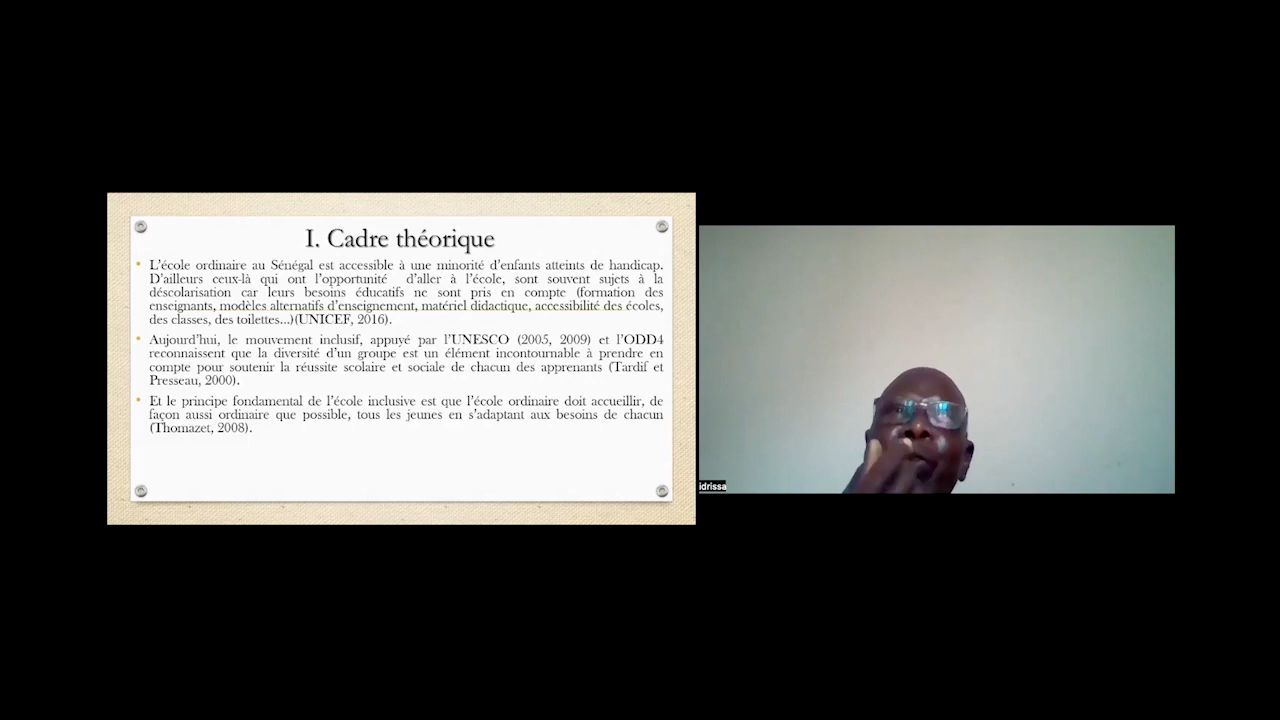 I. Cadre théorique
• L'école ordinaire au Sénégal est accessible à une minorité d'enfants atteints de handicap.
D'ailleurs ceux-là qui ont l'opportunité d'aller à l'école, sont souvent sujets à la
déscolarisation car leurs besoins éducatifs ne sont pris en compte (formation des
enseignants, modèles alternatifs d'enseignement, matériel didactique, accessibilité des écoles,
des classes, des toilettes...)(UNICEF, 2016).
• Aujourd'hui, le mouvement inclusif, appuyé par l'UNESCO (2005, 2009) et l'ODD4
reconnaissent que la diversité d'un groupe est un élément incontournable à prendre en
compte pour soutenir la réussite scolaire et sociale de chacun des apprenants (Tardif et
Presseau, 2000).
• Et le principe fondamental de l'école inclusive est que l'école ordinaire doit accueillir, de
façon aussi ordinaire que possible, tous les jeunes en s'adaptant aux besoins de chacun
(Thomazet, 2008).
idrissa